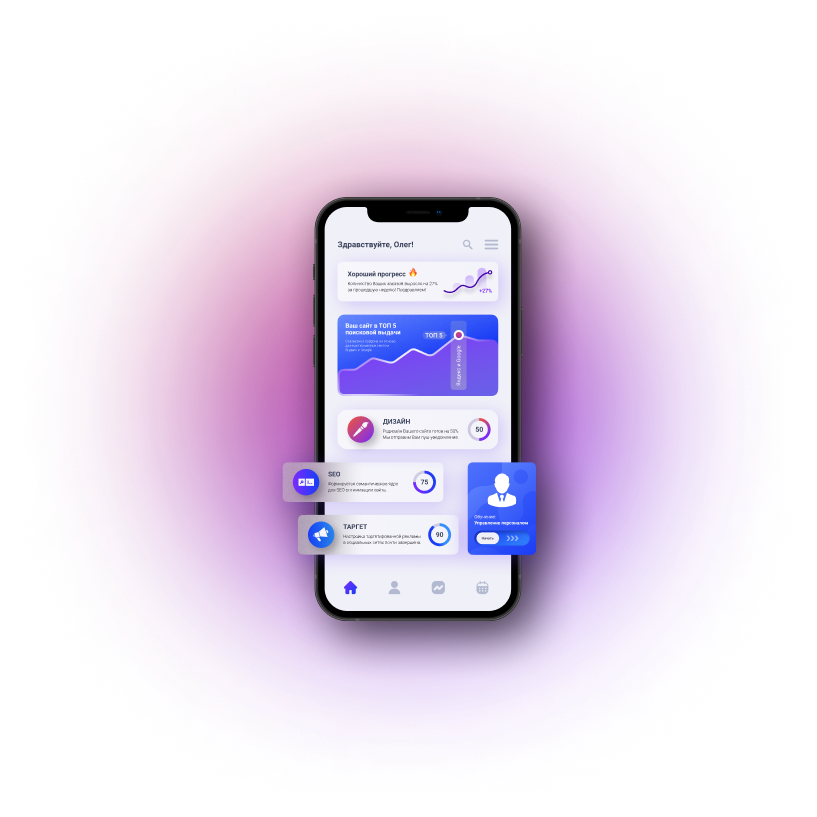 Здравствуйте, Олег!
Хороший прогресс
Количество Ваших заказов выросло на 27%
за прошедшую неделю! Поздравляем!
+27%
Ваш сайт в ТОП 5
поисковой выдачи
ТОП 5
Яндекс и Google
ДИЗАЙН
Редизайн Вашего сайта готов на 50%
Мы отправим Вам пуш уведомление
50
SEO
Формируется семантическое ядро
для SEO оптимизации сайта.
75
ТАРГЕТ
Настройка таргетированной рекламы
в социальных сетях почти завершена.
90
Обучение!
Управление персоналом
Начать